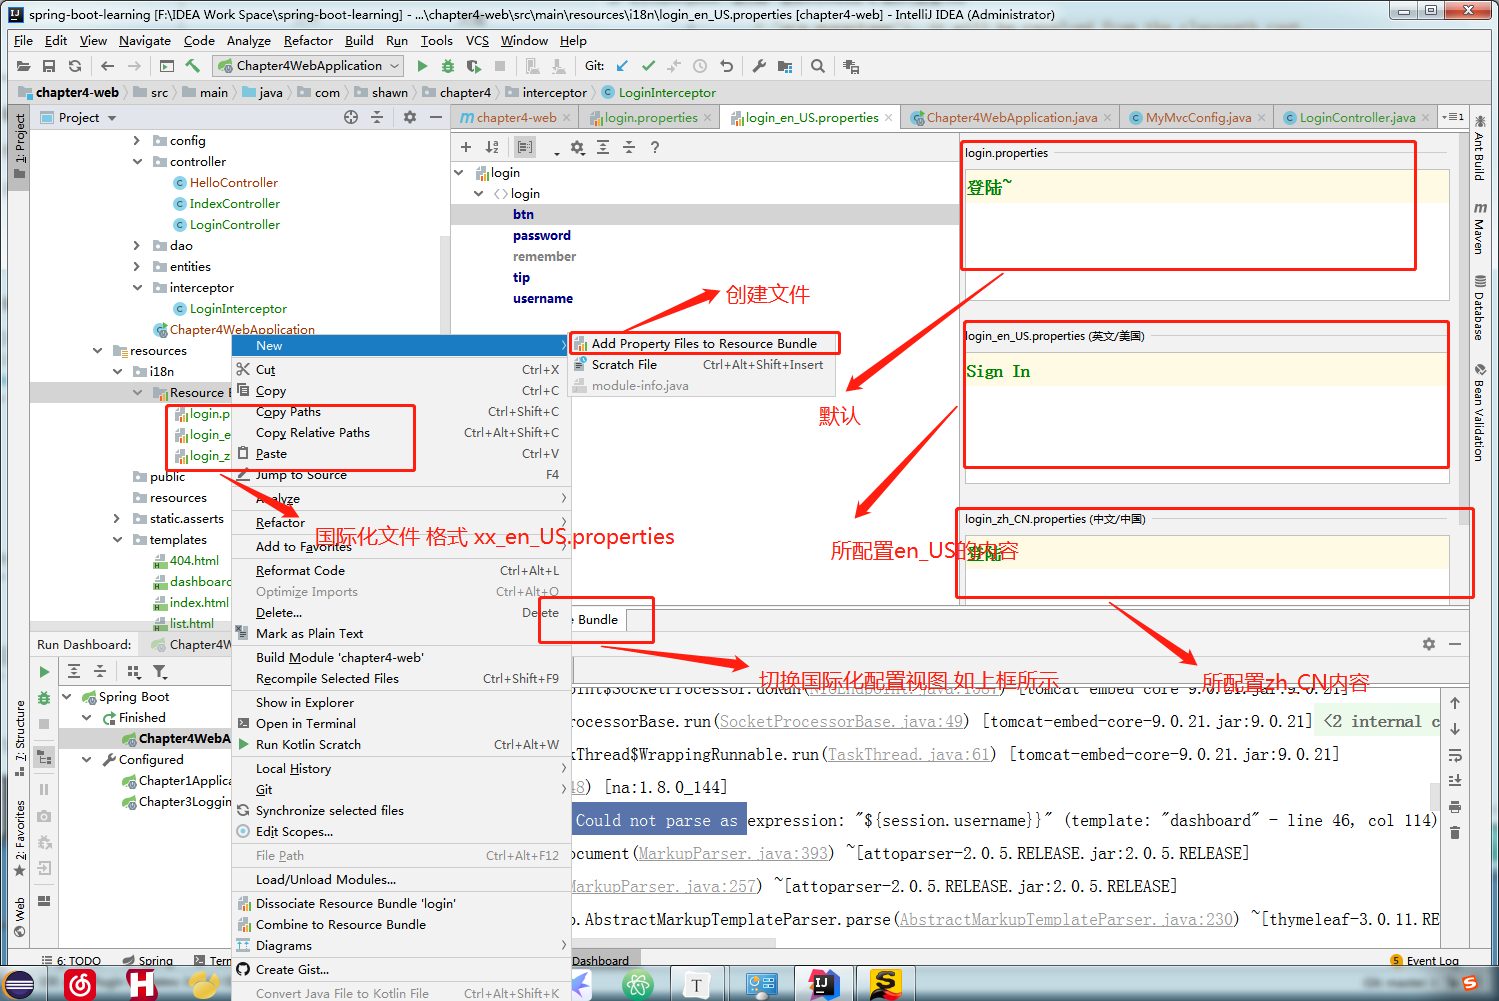 spring-boot-learning [F:\IDEA Work Space\spring-boot-learning] - ...\chapter4-web\src\main\resources\i18n\login_en_US.properties [chapter4-web] - IntelliJ IDEA (Administrator)
File Edit View Navigate Code Analyze Refactor Build Run Tools VCS Window Help
Chapter4WebApplication Git:
chapter4-web src main java com shawn chapter4 interceptor LoginInterceptor
Project
chapter4-web login.properties login_en_US.properties Chapter4WebApplication.java MyMvcConfig.java LoginController.java
1: Project
config
controller
HelloController
IndexController
LoginController
dao
entities
interceptor
LoginInterceptor
Chapter4WebApplication
resources
i18n
Resource B
login.p
login_e
login_z
public
resources
static.asserts
templates
404.html
dashboard
index.html
list.html
login
login
btn
password
remember
tip
username
login.properties
登陆~
login_en_US.properties (英文/美国)
Sign In
login_zh_CN.properties (中文/中国)
登陆
创建文件
默认
所配置en_US的内容
国际化文件 格式 xx_en_US.properties
切换国际化配置视图 如上框所示
所配置zh_CN内容
New
Add Property Files to Resource Bundle
Scratch File Ctrl+Alt+Shift+Insert
module-info.java
Cut Ctrl+X
Copy Ctrl+C
Copy Paths Ctrl+Shift+C
Copy Relative Paths Ctrl+Alt+Shift+C
Paste Ctrl+V
Jump to Source F4
Analyze
Refactor
Add to Favorites
Reformat Code Ctrl+Alt+L
Optimize Imports Ctrl+Alt+O
Delete... Delete
Mark as Plain Text
Build Module 'chapter4-web'
Recompile Selected Files Ctrl+Shift+F9
Show in Explorer
Open in Terminal
Run Kotlin Scratch Ctrl+Alt+W
Local History
Git
Synchronize selected files
Edit Scopes...
File Path Ctrl+Alt+F12
Load/Unload Modules...
Dissociate Resource Bundle 'login'
Combine to Resource Bundle
Diagrams
Create Gist...
Convert Java File to Kotlin File Ctrl+Alt+Shift+K
e Bundle
Run Dashboard: Chapter4W
Spring Boot
Finished
Chapter4WebA
Configured
Chapter1Applica
Chapter3Loggin
rocessorBase.run(SocketProcessorBase.java:49) [tomcat-embed-core-9.0.21.jar:9.0.21] <2 internal c
kThread$WrappingRunnable.run(TaskThread.java:61) [tomcat-embed-core-9.0.21.jar:9.0.21]
48) [na:1.8.0_144]
Could not parse as expression: "${session.username}}" (template: "dashboard" - line 46, col 114)
ocument(MarkupParser.java:393) ~[attoparser-2.0.5.RELEASE.jar:2.0.5.RELEASE]
MarkupParser.java:257) ~[attoparser-2.0.5.RELEASE.jar:2.0.5.RELEASE]
o.AbstractMarkupTemplateParser.parse(AbstractMarkupTemplateParser.java:230) ~[thymeleaf-3.0.11.RE
Ant Build
Maven
Database
Bean Validation
7: Structure
2: Favorites
Web
6: TODO Spring Term Dashboard Event Log